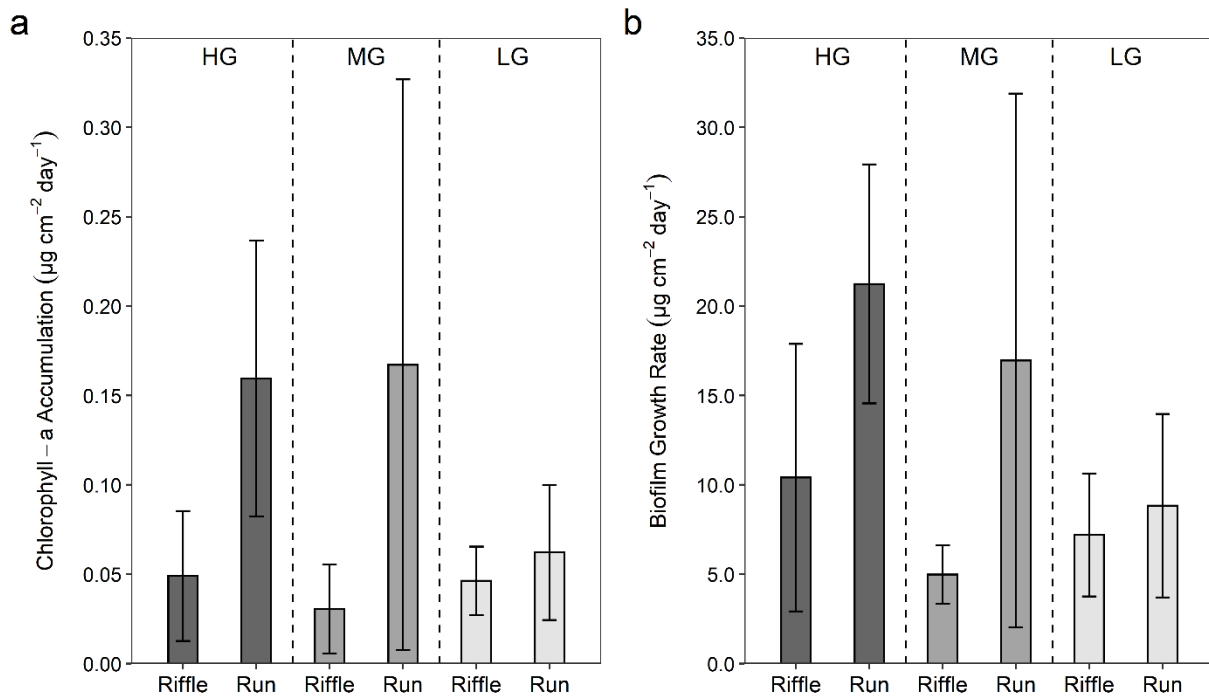 a
Chlorophyll – a Accumulation (µg cm⁻² day⁻¹)
0.35
0.30
0.25
0.20
0.15
0.10
0.05
0.00
HG MG LG
Riffle Run Riffle Run Riffle Run
b
Biofilm Growth Rate (µg cm⁻² day⁻¹)
35.0
30.0
25.0
20.0
15.0
10.0
5.0
0.0
HG MG LG
Riffle Run Riffle Run Riffle Run